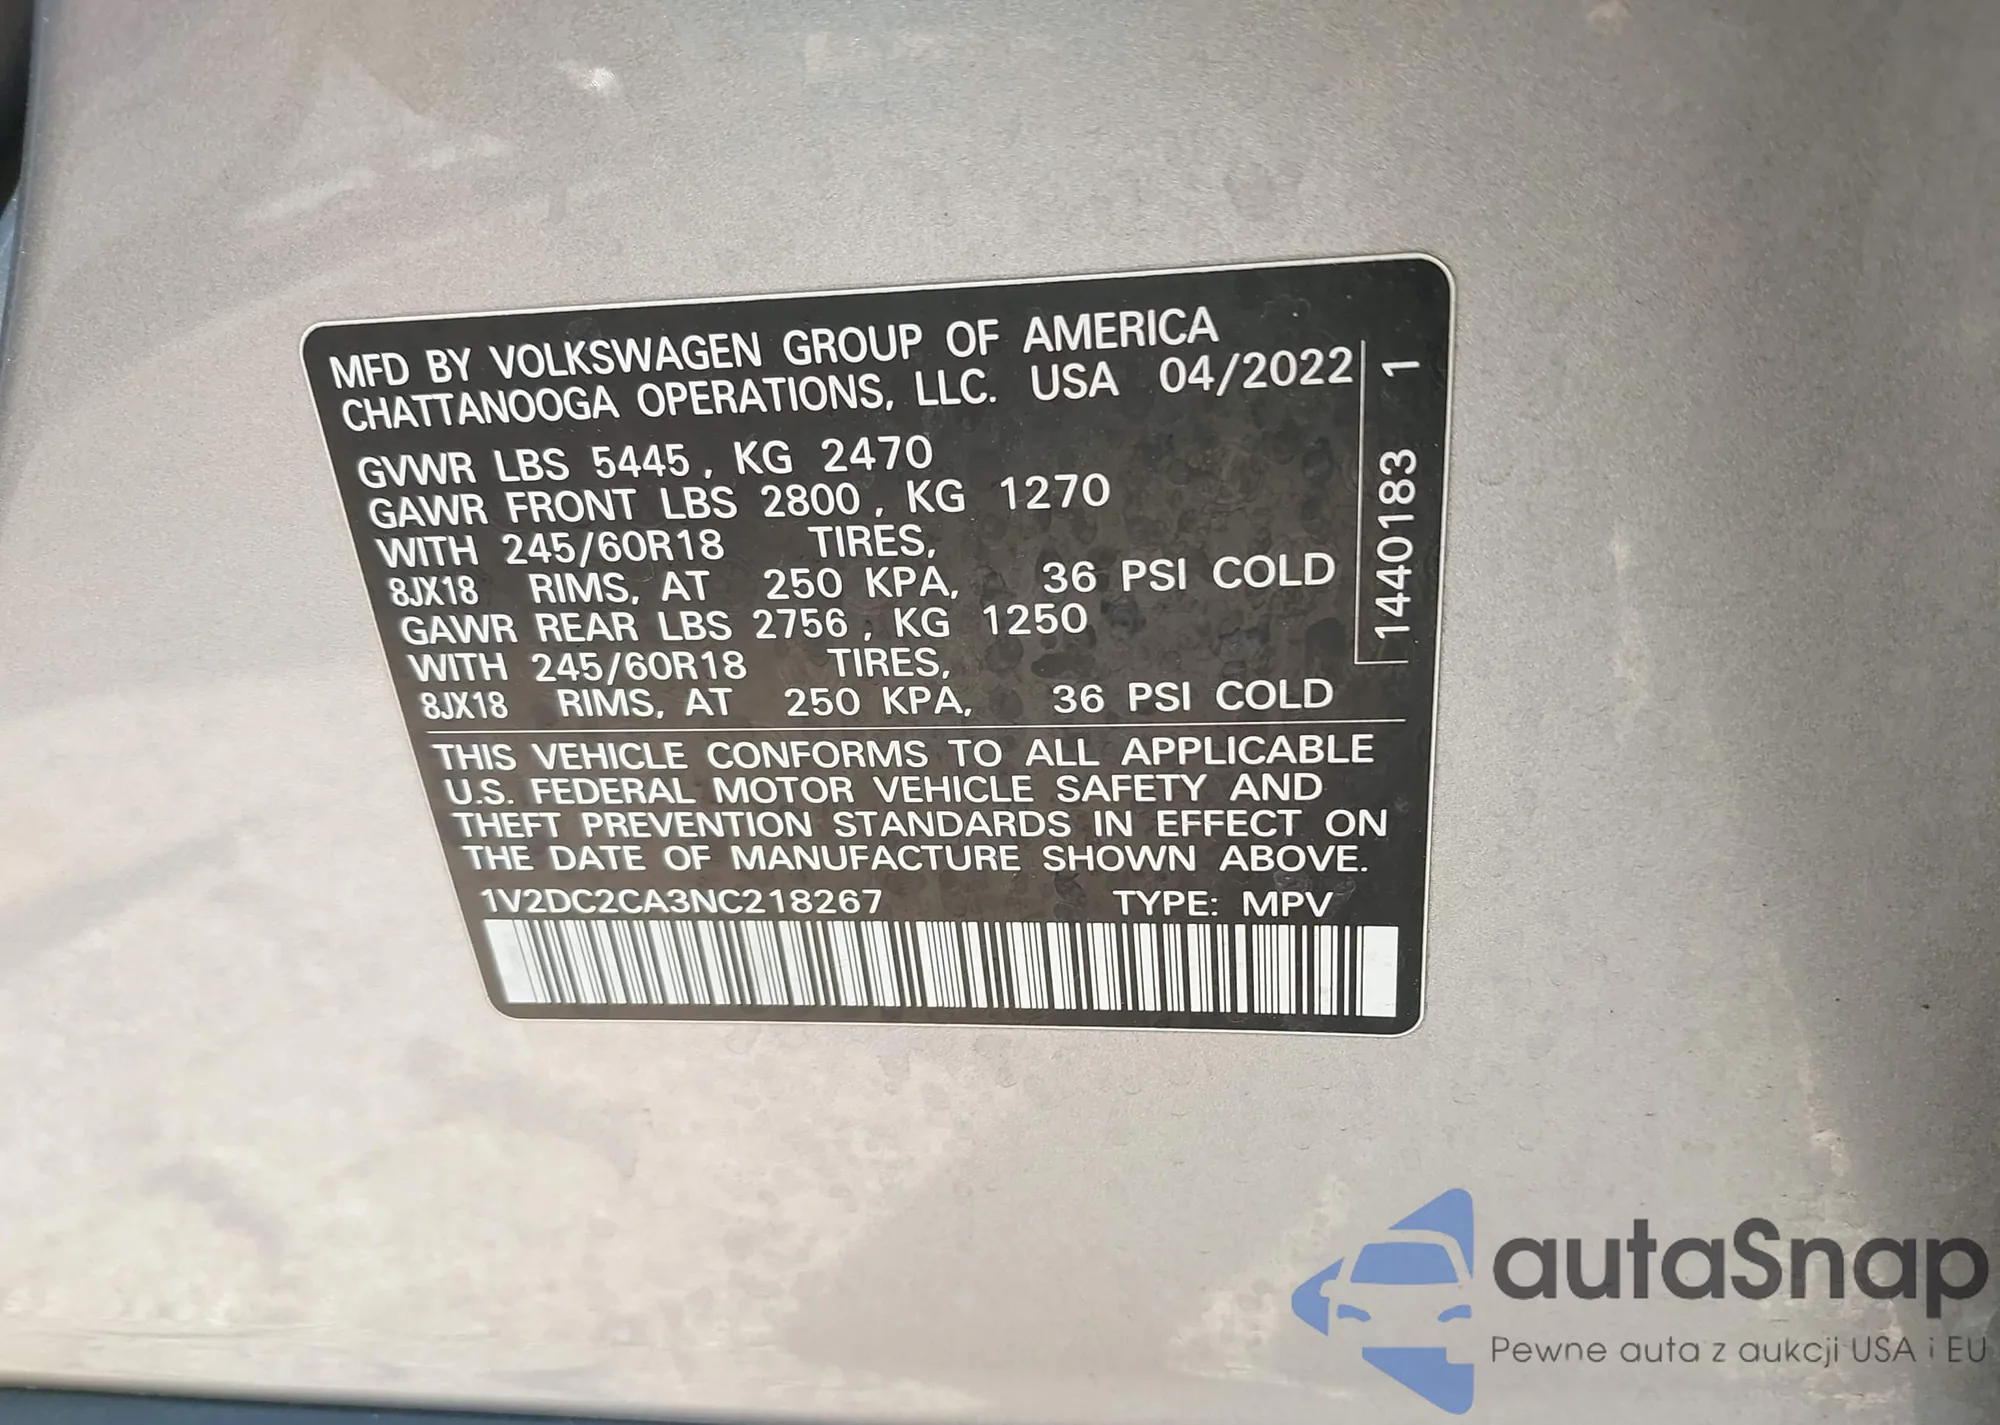 MFD BY VOLKSWAGEN GROUP OF AMERICA
CHATTANOOGA OPERATIONS, LLC. USA 04/2022
GVWR LBS 5445, KG 2470
GAWR FRONT LBS 2800, KG 1270
WITH 245/60R18 TIRES,
8JX18 RIMS, AT 250 KPA, 36 PSI COLD
GAWR REAR LBS 2756, KG 1250
WITH 245/60R18 TIRES,
8JX18 RIMS, AT 250 KPA, 36 PSI COLD
1440183 1
THIS VEHICLE CONFORMS TO ALL APPLICABLE
U.S. FEDERAL MOTOR VEHICLE SAFETY AND
THEFT PREVENTION STANDARDS IN EFFECT ON
THE DATE OF MANUFACTURE SHOWN ABOVE.
1V2DC2CA3NC218267 TYPE: MPV
autaSnap
Pewne auta z aukcji USA i EU